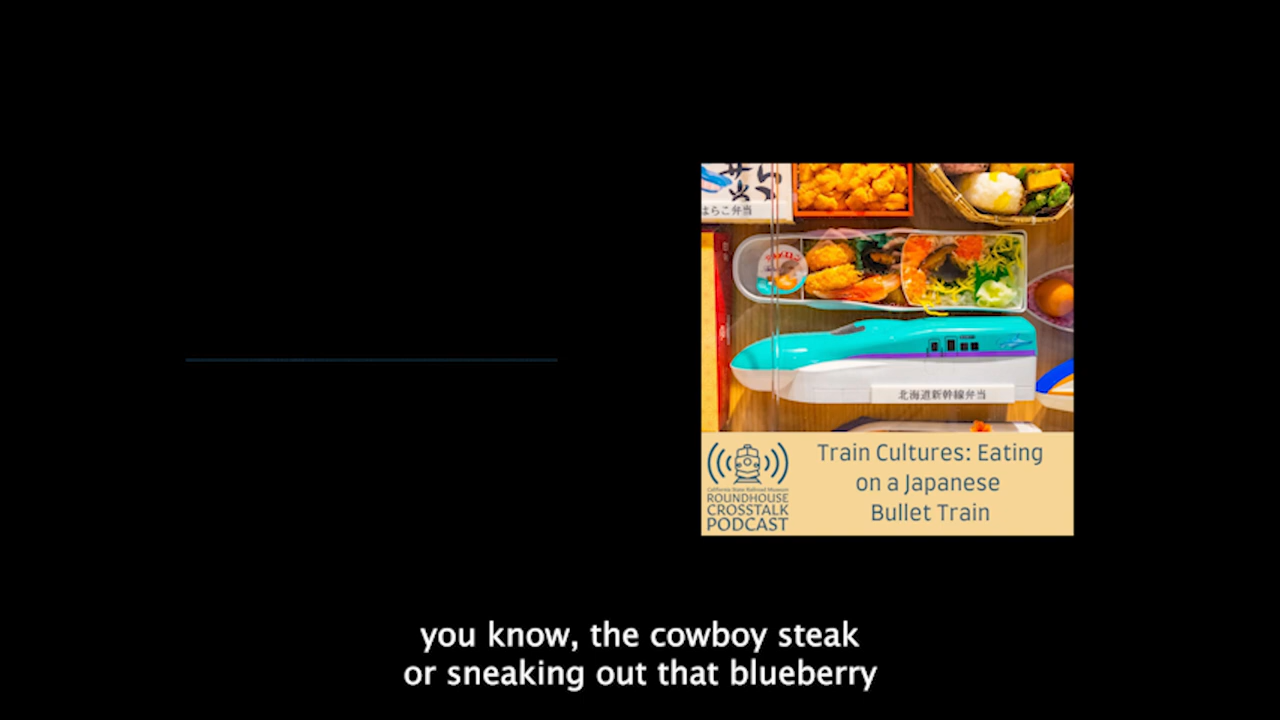 はらこ弁当
北海道新幹線弁当
California State Railroad Museum
ROUNDHOUSE
CROSSTALK
PODCAST
Train Cultures: Eating
on a Japanese
Bullet Train
you know, the cowboy steak
or sneaking out that blueberry